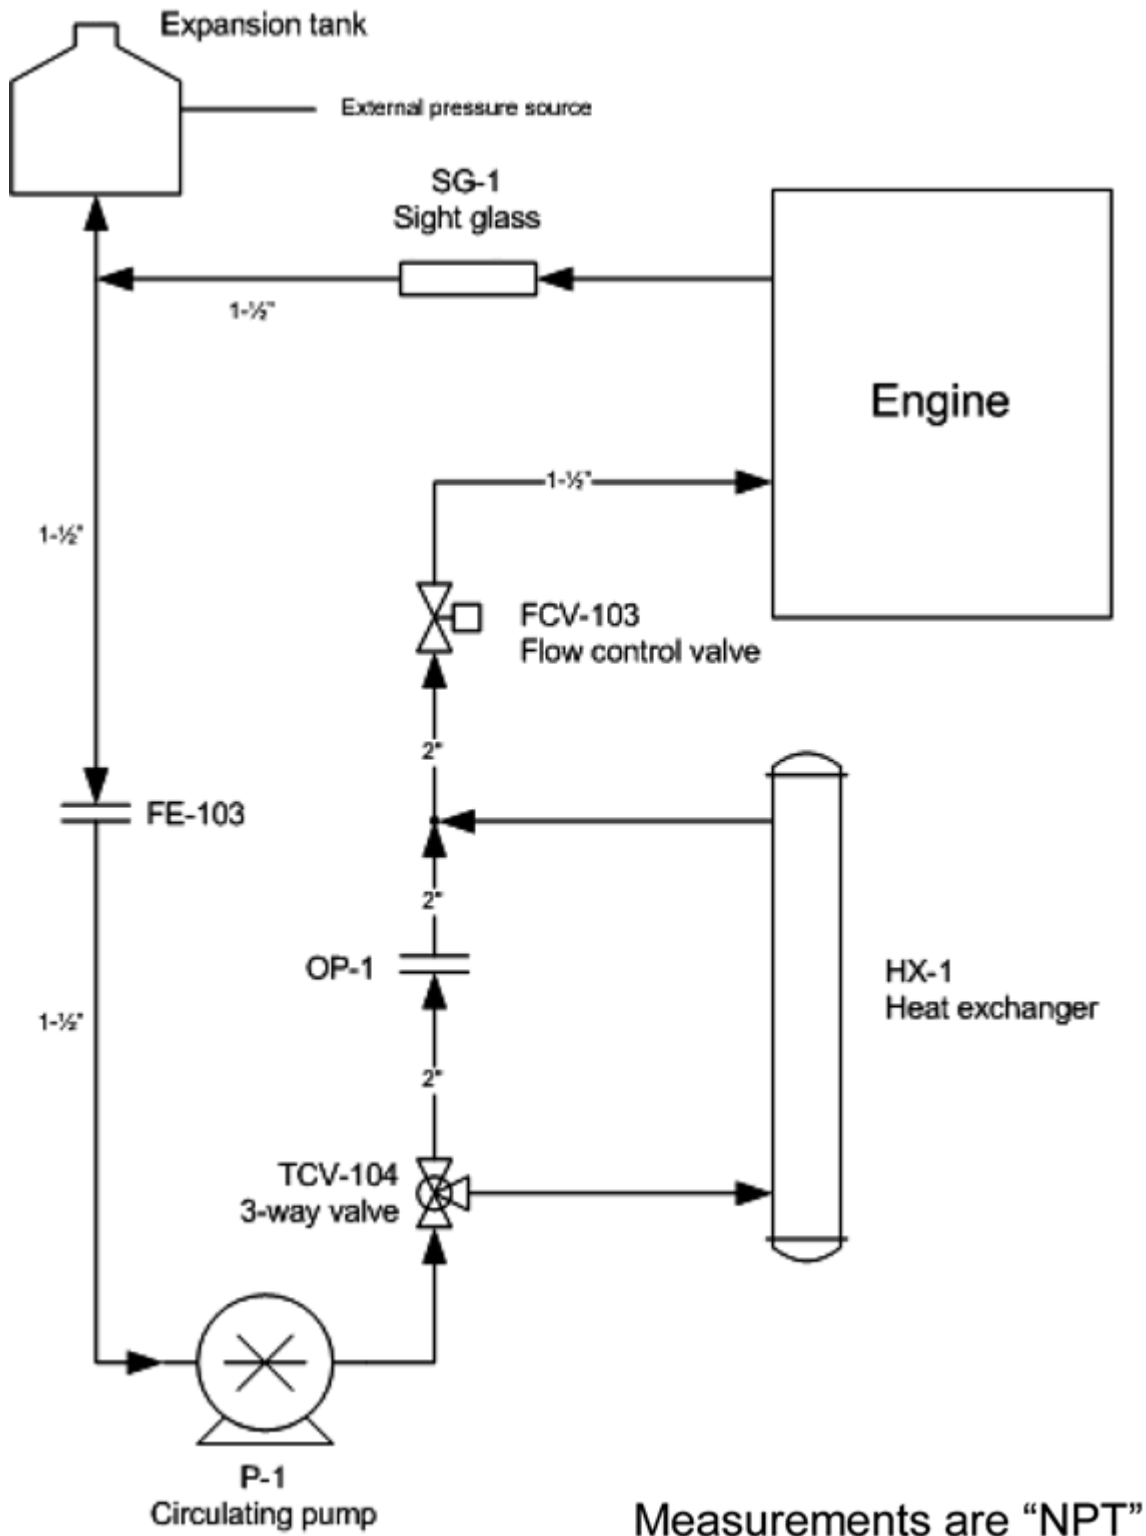 Expansion tank
External pressure source
SG-1
Sight glass
1-½"
Engine
1-½"
1-½"
FCV-103
Flow control valve
2"
FE-103
2"
OP-1
HX-1
Heat exchanger
1-½"
2"
TCV-104
3-way valve
P-1
Circulating pump
Measurements are “NPT”